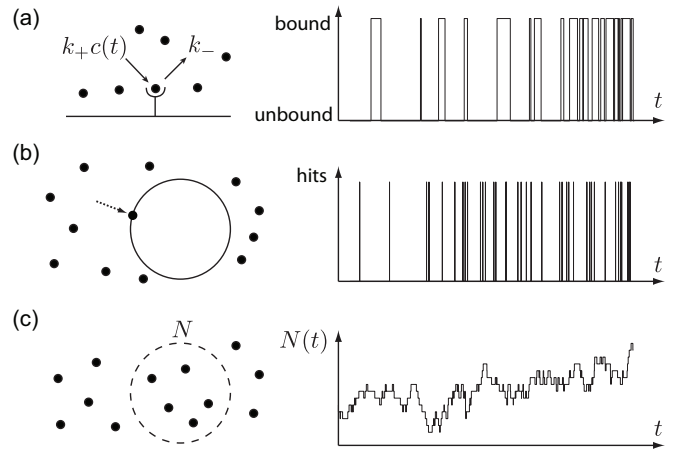 (a)
k₊c(t)
k₋
bound
unbound
t
(b)
hits
t
(c)
N
N(t)
t